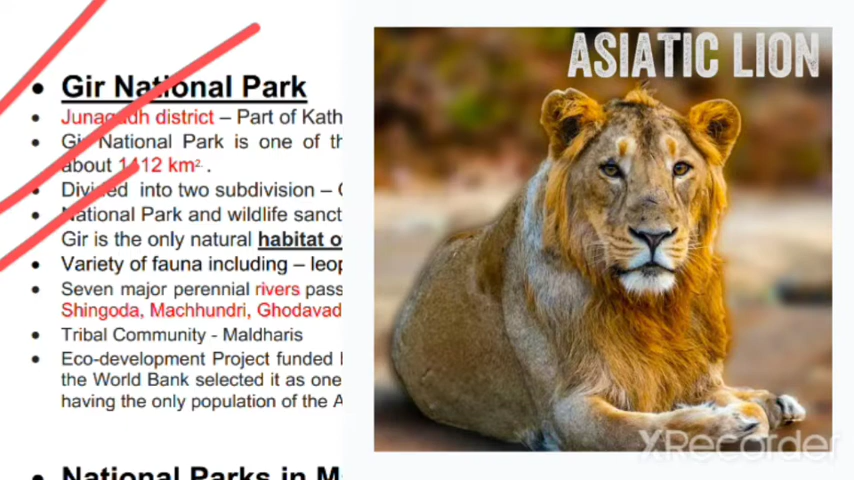 Gir National Park
Junagadh district – Part of Kath
Gir National Park is one of th
about 1412 km².
Divided into two subdivision –
National Park and wildlife sanct
Gir is the only natural habitat o
Variety of fauna including – leop
Seven major perennial rivers pass
Shingoda, Machhundri, Ghodavad
Tribal Community - Maldharis
Eco-development Project funded
the World Bank selected it as one
having the only population of the A
National Parks in M
ASIATIC LION
XRecorder